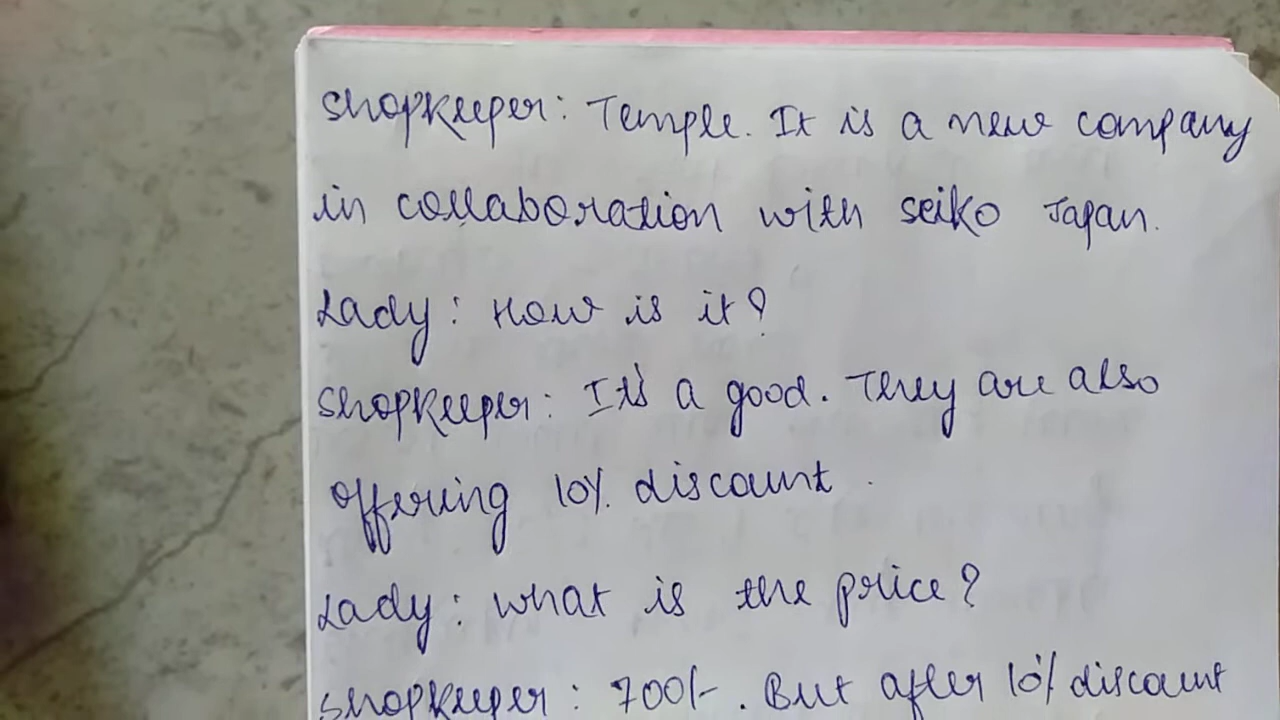 Shopkeeper: Temple. It is a new company
in collaboration with seiko Japan.
Lady: How is it?
Shopkeeper: It's a good. They are also
offering 10% discount.
Lady: what is the price?
Shopkeeper: 700/-. But after 10% discount